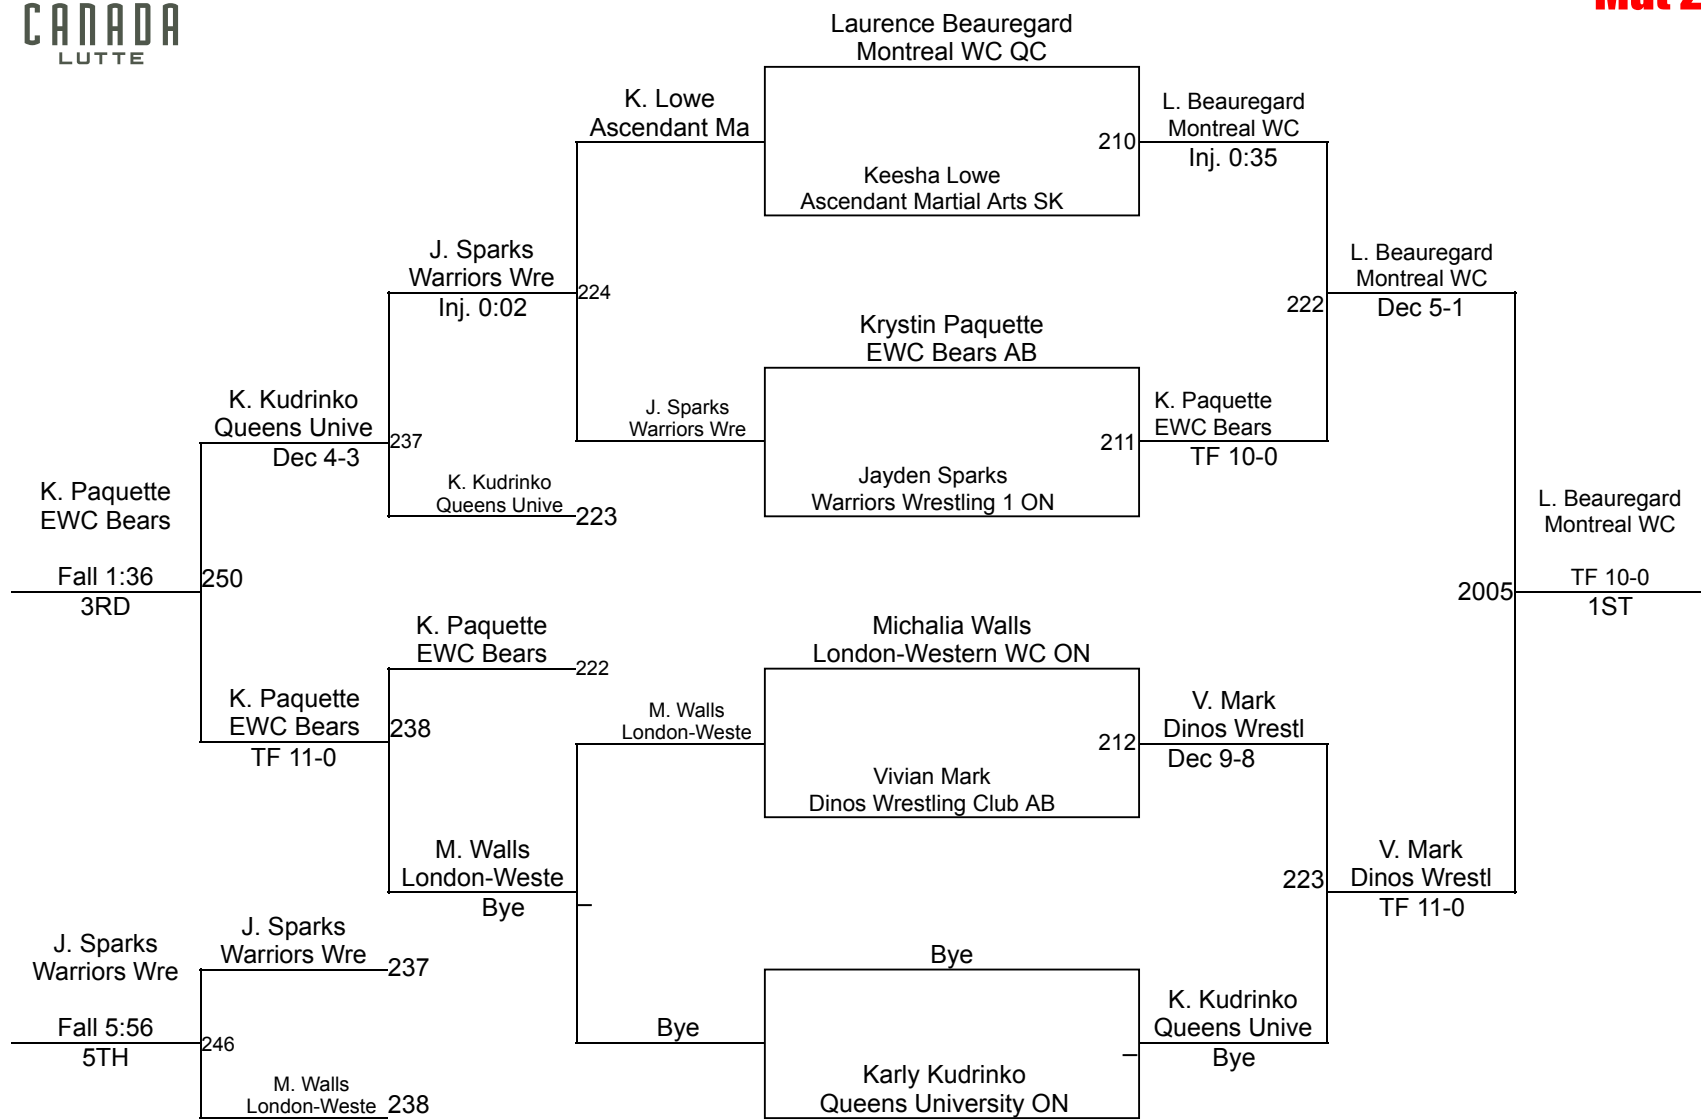 CANADA
LUTTE
Mat 2
Laurence Beauregard
Montreal WC QC
K. Lowe
Ascendant Ma
L. Beauregard
Montreal WC
210
Inj. 0:35
Keesha Lowe
Ascendant Martial Arts SK
J. Sparks
Warriors Wre
Inj. 0:02
224
L. Beauregard
Montreal WC
222
Dec 5-1
Krystin Paquette
EWC Bears AB
K. Kudrinko
Queens Unive
Dec 4-3
237
J. Sparks
Warriors Wre
K. Paquette
EWC Bears
211
TF 10-0
Jayden Sparks
Warriors Wrestling 1 ON
K. Kudrinko
Queens Unive
223
K. Paquette
EWC Bears
Fall 1:36
3RD
250
L. Beauregard
Montreal WC
2005
TF 10-0
1ST
K. Paquette
EWC Bears
222
Michalia Walls
London-Western WC ON
K. Paquette
EWC Bears
TF 11-0
238
M. Walls
London-Weste
V. Mark
Dinos Wrestl
212
Dec 9-8
Vivian Mark
Dinos Wrestling Club AB
M. Walls
London-Weste
Bye
–
V. Mark
Dinos Wrestl
223
TF 11-0
J. Sparks
Warriors Wre
237
J. Sparks
Warriors Wre
Fall 5:56
5TH
246
Bye
Bye
K. Kudrinko
Queens Unive
–
Bye
Karly Kudrinko
Queens University ON
M. Walls
London-Weste
238